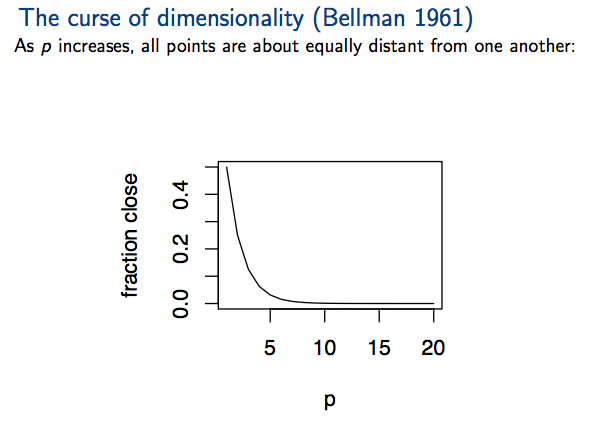 The curse of dimensionality (Bellman 1961)
As p increases, all points are about equally distant from one another:
fraction close
0.4
0.2
0.0
5 10 15 20
p